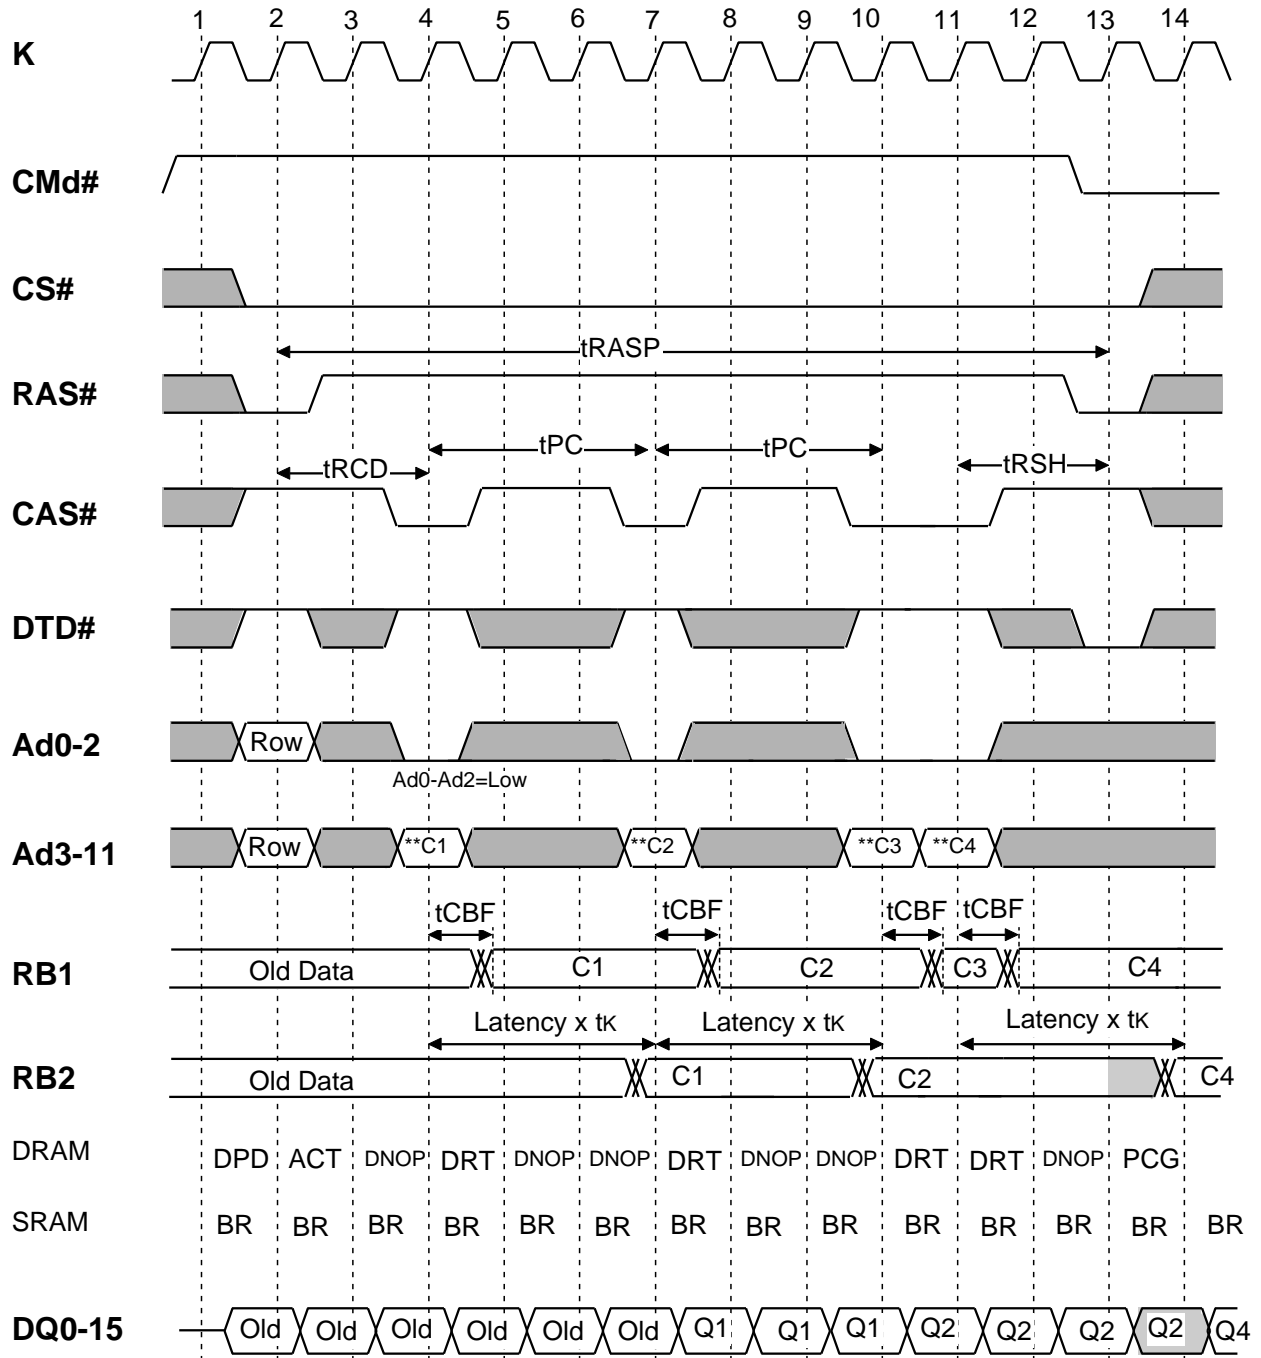 1 2 3 4 5 6 7 8 9 10 11 12 13 14
K
CMd#
CS#
tRASP
RAS#
tPC tPC
tRCD tRSH
CAS#
DTD#
Ad0-2 Row
Ad0-Ad2=Low
Ad3-11 Row **C1 **C2 **C3 **C4
tCBF tCBF tCBF tCBF
RB1 Old Data C1 C2 C3 C4
Latency x tK Latency x tK Latency x tK
RB2 Old Data C1 C2 C4
DRAM DPD ACT DNOP DRT DNOP DNOP DRT DNOP DNOP DRT DRT DNOP PCG
SRAM BR BR BR BR BR BR BR BR BR BR BR BR BR BR
DQ0-15 Old Old Old Old Old Old Q1 Q1 Q1 Q2 Q2 Q2 Q2 Q4